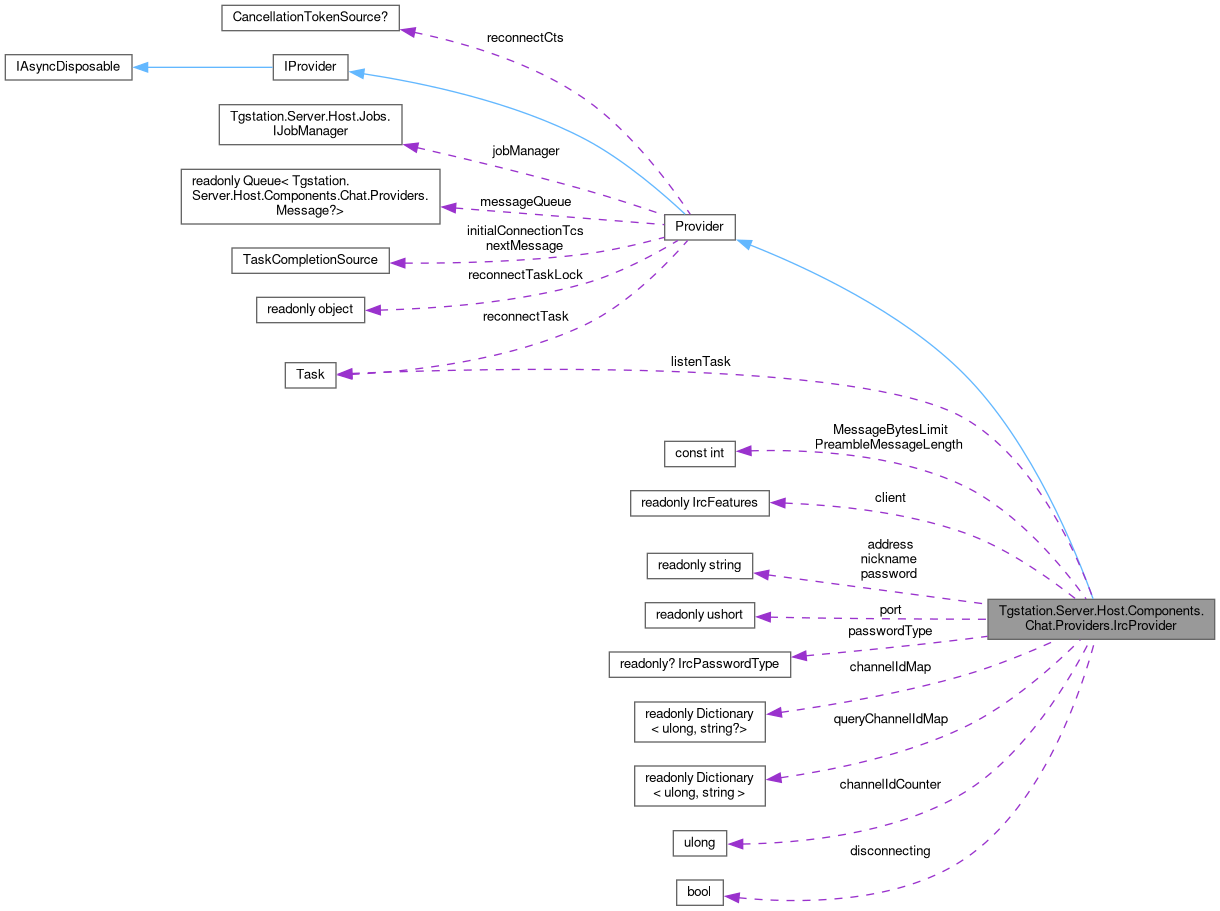 CancellationTokenSource?
reconnectCts
IAsyncDisposable
IProvider
Tgstation.Server.Host.Jobs.
IJobManager
jobManager
readonly Queue< Tgstation.
Server.Host.Components.Chat.Providers.
Message?>
messageQueue
Provider
initialConnectionTcs
nextMessage
TaskCompletionSource
reconnectTaskLock
readonly object
reconnectTask
Task
listenTask
MessageBytesLimit
PreambleMessageLength
const int
client
readonly IrcFeatures
address
nickname
password
readonly string
port
readonly ushort
Tgstation.Server.Host.Components.
Chat.Providers.IrcProvider
passwordType
readonly? IrcPasswordType
channelIdMap
readonly Dictionary
< ulong, string?>
queryChannelIdMap
readonly Dictionary
< ulong, string >
channelIdCounter
ulong
disconnecting
bool